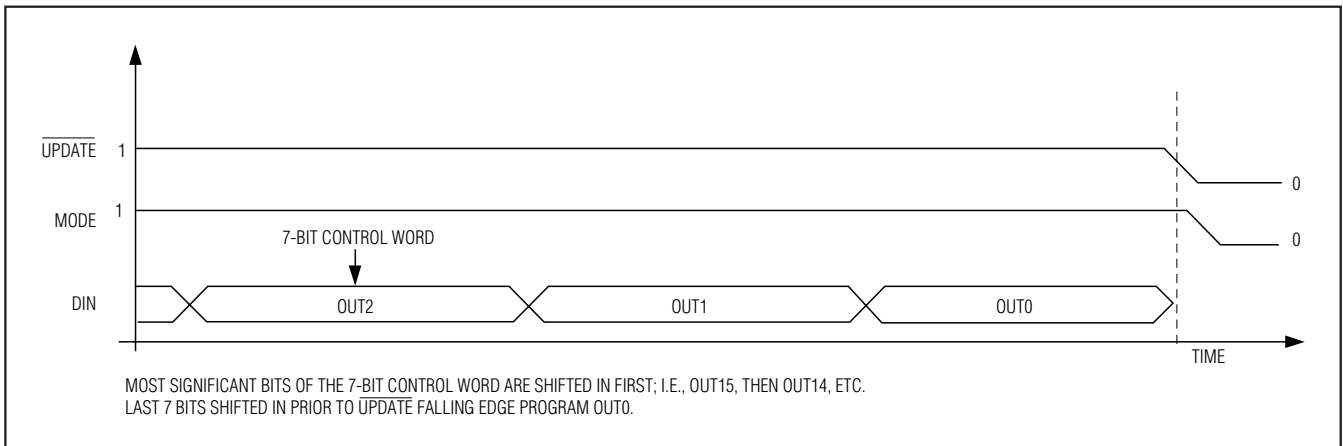 UPDATE 1
0
MODE 1
0
7-BIT CONTROL WORD
DIN OUT2 OUT1 OUT0
TIME
MOST SIGNIFICANT BITS OF THE 7-BIT CONTROL WORD ARE SHIFTED IN FIRST; I.E., OUT15, THEN OUT14, ETC.
LAST 7 BITS SHIFTED IN PRIOR TO UPDATE FALLING EDGE PROGRAM OUT0.